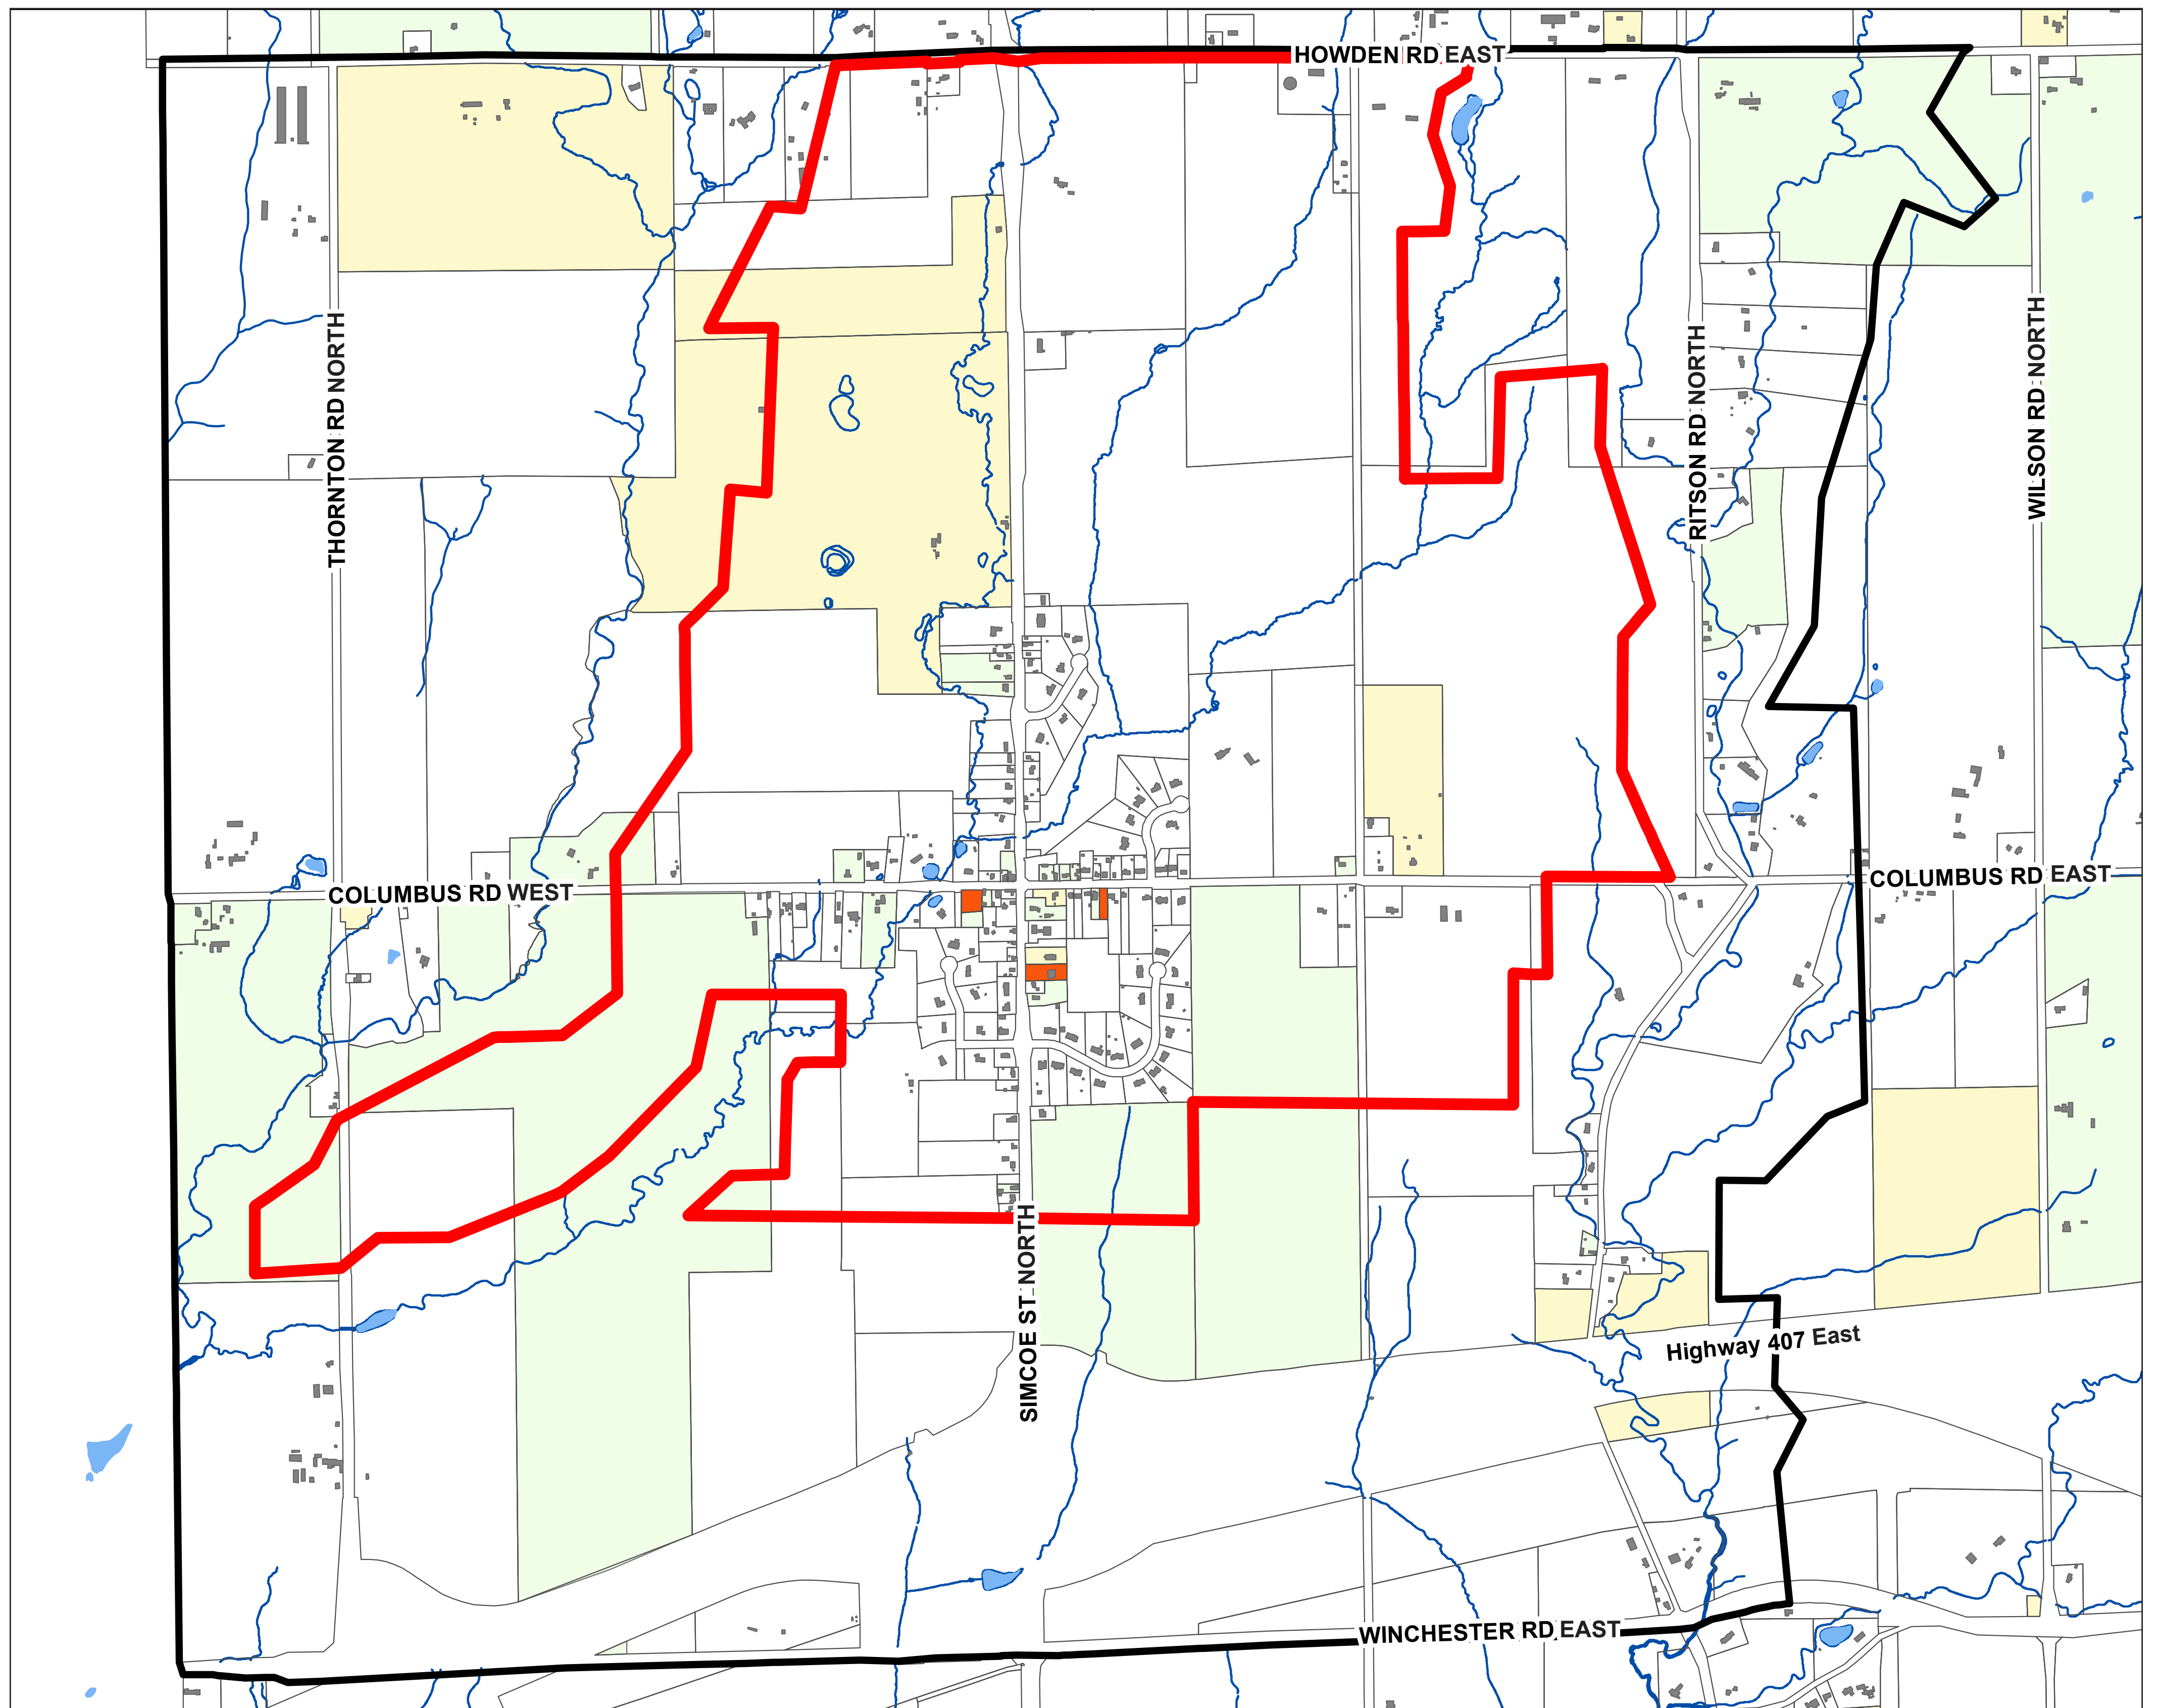 HOWDEN RD EAST
THORNTON RD NORTH
RITSON RD NORTH
WILSON RD NORTH
COLUMBUS RD WEST
COLUMBUS RD EAST
SIMCOE ST NORTH
Highway 407 East
WINCHESTER RD EAST